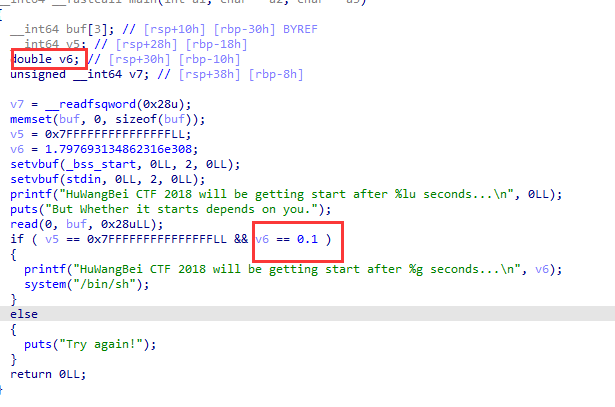 __int64 __fastcall main(int a1, char **a2, char **a3)
{
__int64 buf[3]; // [rsp+10h] [rbp-30h] BYREF
__int64 v5; // [rsp+28h] [rbp-18h]
double v6; // [rsp+30h] [rbp-10h]
unsigned __int64 v7; // [rsp+38h] [rbp-8h]
v7 = __readfsqword(0x28u);
memset(buf, 0, sizeof(buf));
v5 = 0x7FFFFFFFFFFFFFFFLL;
v6 = 1.797693134862316e308;
setvbuf(_bss_start, 0LL, 2, 0LL);
setvbuf(stdin, 0LL, 2, 0LL);
printf("HuWangBei CTF 2018 will be getting start after %lu seconds...\n", 0LL);
puts("But Whether it starts depends on you.");
read(0, buf, 0x28uLL);
if ( v5 == 0x7FFFFFFFFFFFFFFFLL && v6 == 0.1 )
{
printf("HuWangBei CTF 2018 will be getting start after %g seconds...\n", v6);
system("/bin/sh");
}
else
{
puts("Try again!");
}
return 0LL;
}